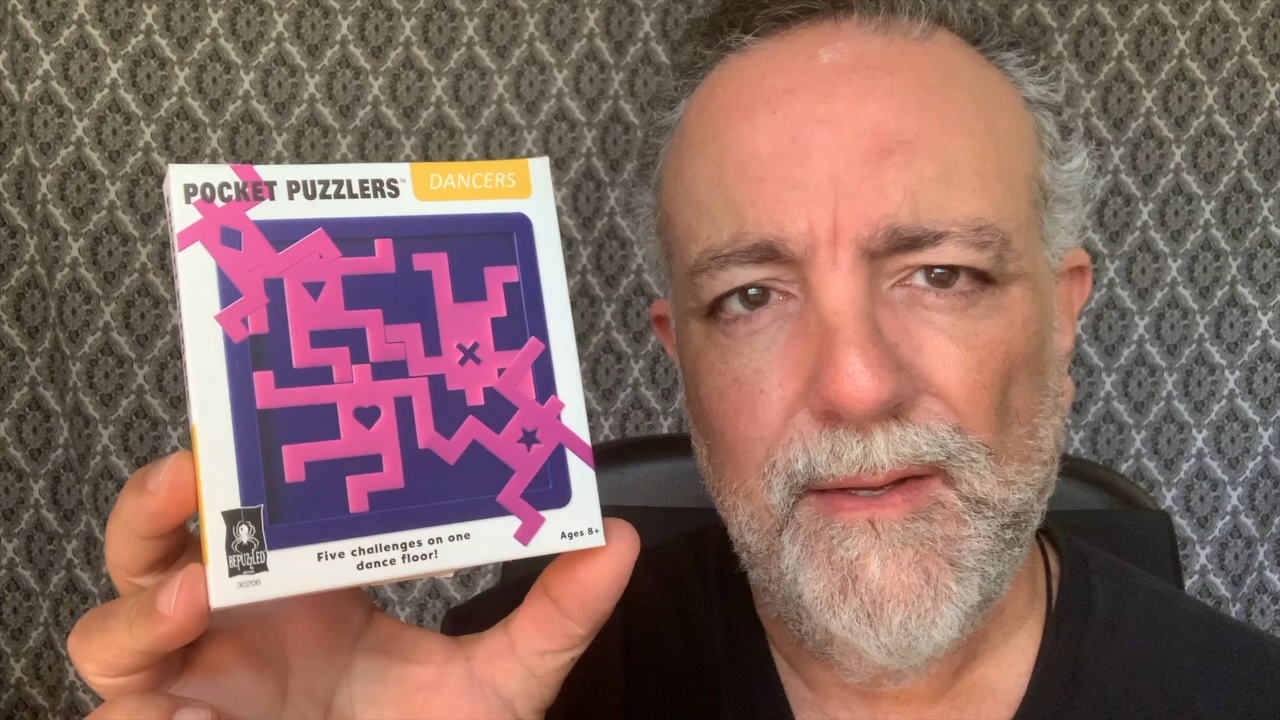 POCKET PUZZLERS™ DANCERS
BEPUZZLED
30206
Five challenges on one
dance floor!
Ages 8+